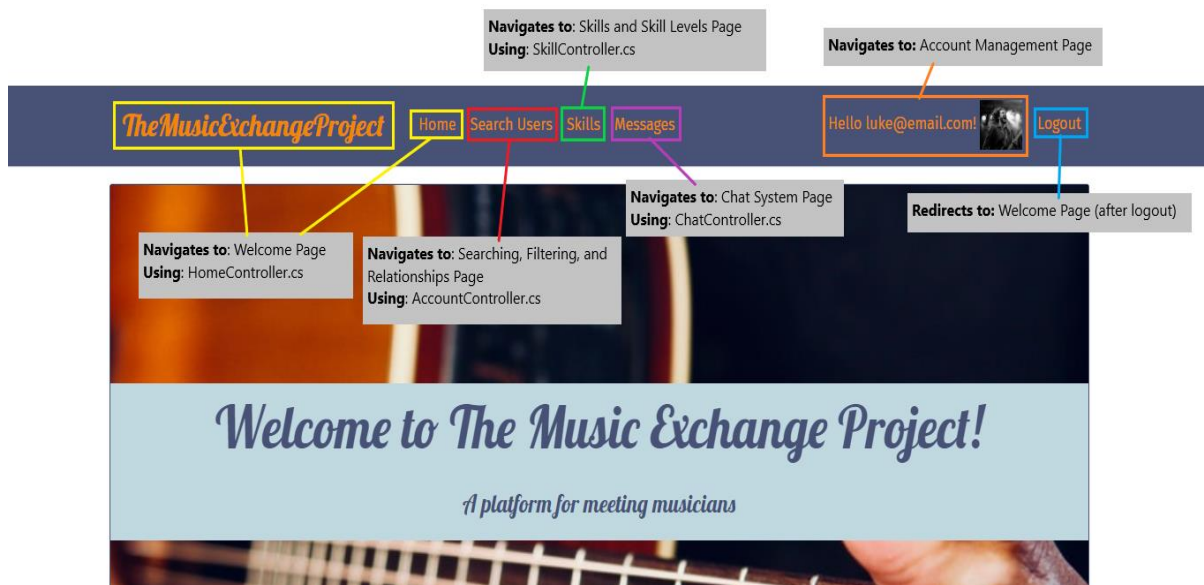 Navigates to: Skills and Skill Levels Page
Using: SkillController.cs
Navigates to: Account Management Page
TheMusicExchangeProject Home Search Users Skills Messages Hello luke@email.com! Logout
Navigates to: Chat System Page
Using: ChatController.cs
Redirects to: Welcome Page (after logout)
Navigates to: Welcome Page
Using: HomeController.cs
Navigates to: Searching, Filtering, and
Relationships Page
Using: AccountController.cs
Welcome to The Music Exchange Project!
A platform for meeting musicians